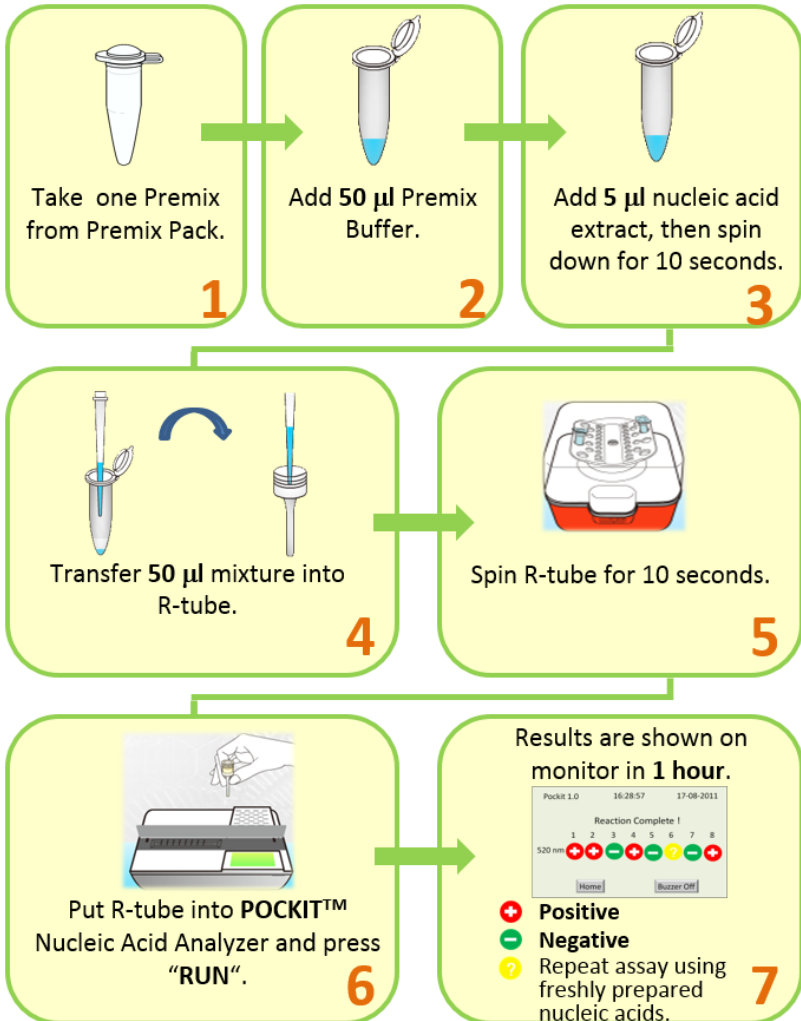 Take one Premix
from Premix Pack.
1
Add 50 µl Premix
Buffer.
2
Add 5 µl nucleic acid
extract, then spin
down for 10 seconds.
3
Transfer 50 µl mixture into
R-tube.
4
Spin R-tube for 10 seconds.
5
Put R-tube into POCKIT™
Nucleic Acid Analyzer and press
“RUN“.
6
Results are shown on
monitor in 1 hour.
Pockit 1.0 16:28:57 17-08-2011
Reaction Complete !
1 2 3 4 5 6 7 8
520 nm + + − + − ? − +
Home Buzzer Off
+ Positive
− Negative
? Repeat assay using
freshly prepared
nucleic acids.
7